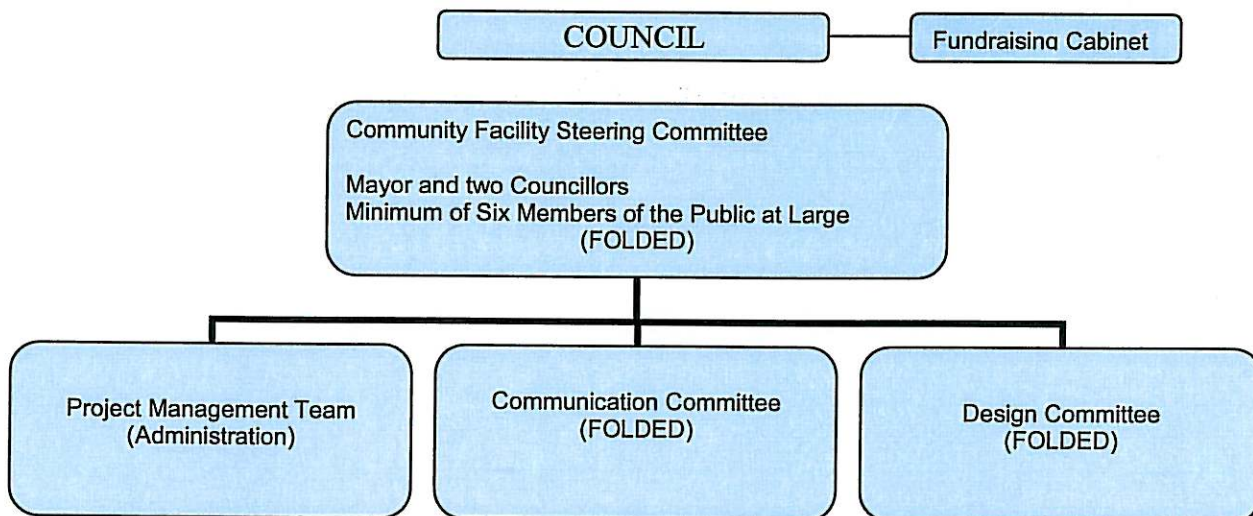 COUNCIL
Fundraising Cabinet
Community Facility Steering Committee
Mayor and two Councillors
Minimum of Six Members of the Public at Large
(FOLDED)
Project Management Team
(Administration)
Communication Committee
(FOLDED)
Design Committee
(FOLDED)